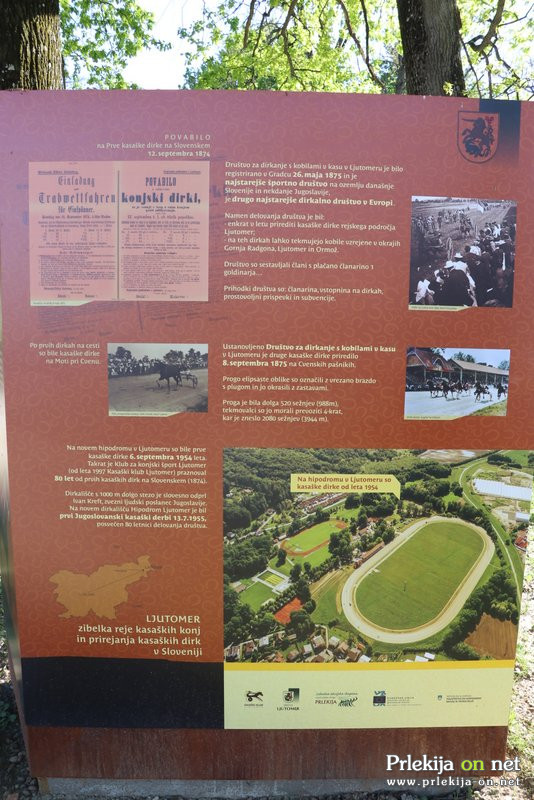 POVABILO
na Prve kasaške dirke na Slovenskem
12. septembra 1874
Einladung
Trabwettfahren
für Einspänner.
POVABILO
konjski dirki,
Društvo za dirkanje s kobilami v kasu v Ljutomeru je bilo
registrirano v Gradcu 26. maja 1875 in je
najstarejše športno društvo na ozemlju današnje
Slovenije in nekdanje Jugoslavije,
je drugo najstarejše dirkalno društvo v Evropi.
Namen delovanja društva je bil:
- enkrat v letu prirediti kasaške dirke rejskega področja
Ljutomer;
- na teh dirkah lahko tekmujejo kobile vzrejene v okrajih
Gornja Radgona, Ljutomer in Ormož.
Društvo so sestavljali člani s plačano članarino 1
goldinarja...
Prihodki društva so: članarina, vstopnina na dirkah,
prostovoljni prispevki in subvencije.
Po prvih dirkah na cesti
so bile kasaške dirke
na Moti pri Cvenu.
Ustanovljeno Društvo za dirkanje s kobilami v kasu
v Ljutomeru je druge kasaške dirke priredilo
8. septembra 1875 na Cvenskih pašnikih.
Progo elipsaste oblike so označili z vrezano brazdo
s plugom in jo okrasili z zastavami.
Proga je bila dolga 520 sežnjev (988m),
tekmovalci so jo morali prevoziti 4-krat,
kar je zneslo 2080 sežnjev (3944 m).
Na novem hipodromu v Ljutomeru so bile prve
kasaške dirke 6. septembra 1954 leta.
Takrat je Klub za konjski šport Ljutomer
(od leta 1997 Kasaški klub Ljutomer) praznoval
80 let od prvih kasaških dirk na Slovenskem (1874).
Dirkališče s 1000 m dolgo stezo je slovesno odprl
Ivan Kreft, zvezni ljudski poslanec Jugoslavije.
Na novem dirkališču Hipodrom Ljutomer je bil
prvi Jugoslovanski kasaški derbi 13.7.1955,
posvečen 80 letnici delovanja društva.
Na hipodromu v Ljutomeru so
kasaške dirke od leta 1954
LJUTOMER
zibelka reje kasaških konj
in prirejanja kasaških dirk
v Sloveniji
LJUTOMER
PRLEKIJA
Prlekija on net
www.prlekija-on.net